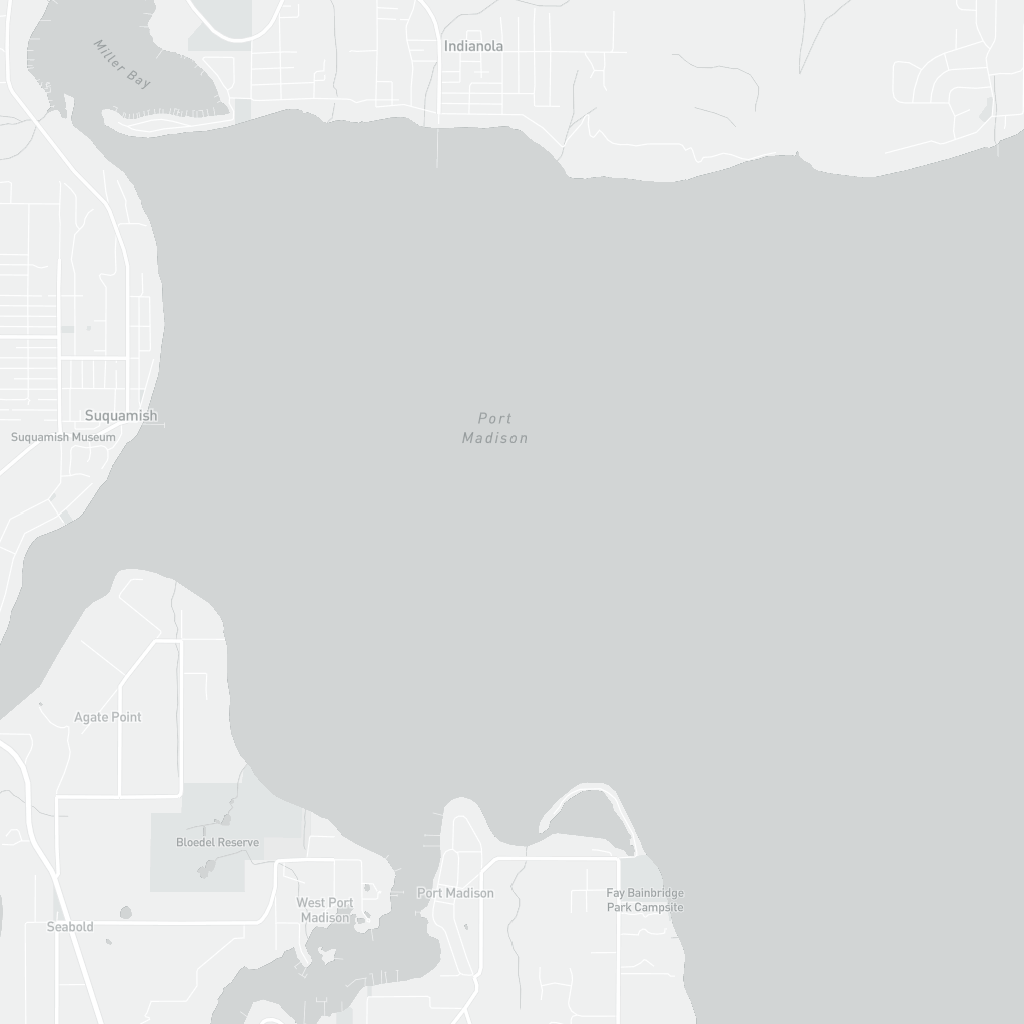 Indianola
Miller Bay
Suquamish
Suquamish Museum
Port
Madison
Agate Point
Bloedel Reserve
West Port
Madison
Port Madison
Fay Bainbridge
Park Campsite
Seabold